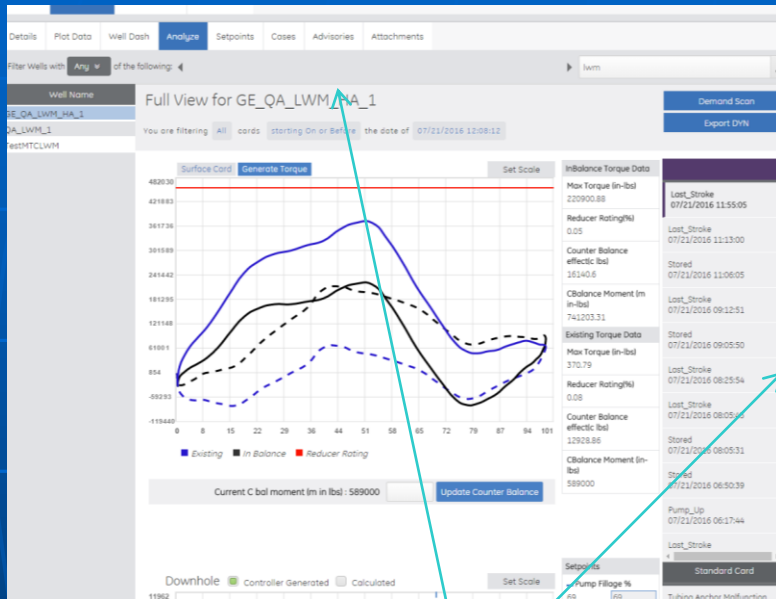 Details Plot Data Well Dash Analyze Setpoints Cases Advisories Attachments
Filter Wells with Any of the following:
lwm
Well Name
GE_QA_LWM_HA_1
QA_LWM_1
TestMTCLWM
Full View for GE_QA_LWM_HA_1
You are filtering All cards starting On or Before the date of 07/21/2016 12:08:12
Demand Scan
Export DYN
Surface Card Generate Torque Set Scale
482030
421883
361736
301589
241442
181295
121148
61001
854
-59293
-119440
0 8 15 22 29 36 44 51 58 65 72 79 87 94 101
Existing In Balance Reducer Rating
Current C bal moment (m in lbs) : 589000 Update Counter Balance
InBalance Torque Data
Max Torque (in-lbs)
220900.88
Reducer Rating(%)
0.05
Counter Balance
effect(c lbs)
16140.6
CBalance Moment (m
in-lbs)
741203.31
Existing Torque Data
Max Torque (in-lbs)
370.79
Reducer Rating(%)
0.08
Counter Balance
effect(c lbs)
12928.86
CBalance Moment (in-
lbs)
589000
Last_Stroke
07/21/2016 11:55:05
Last_Stroke
07/21/2016 11:13:00
Stored
07/21/2016 11:06:05
Last_Stroke
07/21/2016 09:12:51
Stored
07/21/2016 09:05:50
Last_Stroke
07/21/2016 08:25:54
Last_Stroke
07/21/2016
Stored
07/21/2016 08:05:31
Stored
07/21/2016 06:50:39
Pump_Up
07/21/2016 06:17:44
Last_Stroke
Standard Card
Tubing Anchor Malfunction
Downhole Controller Generated Calculated Set Scale
11962
Setpoints
Pump Fillage %
69 69